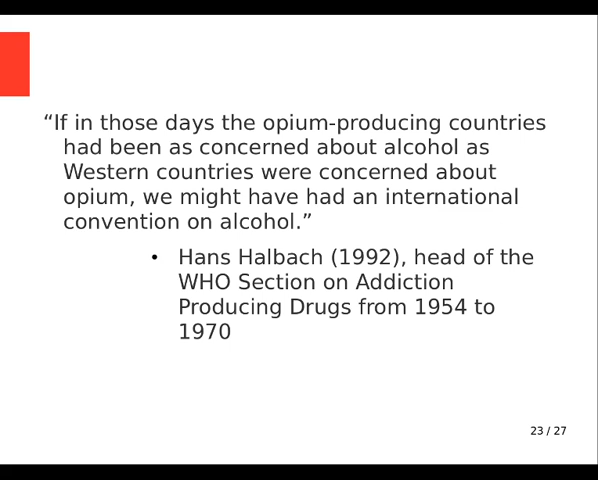 “If in those days the opium-producing countries
had been as concerned about alcohol as
Western countries were concerned about
opium, we might have had an international
convention on alcohol.”
• Hans Halbach (1992), head of the
WHO Section on Addiction
Producing Drugs from 1954 to
1970
23 / 27